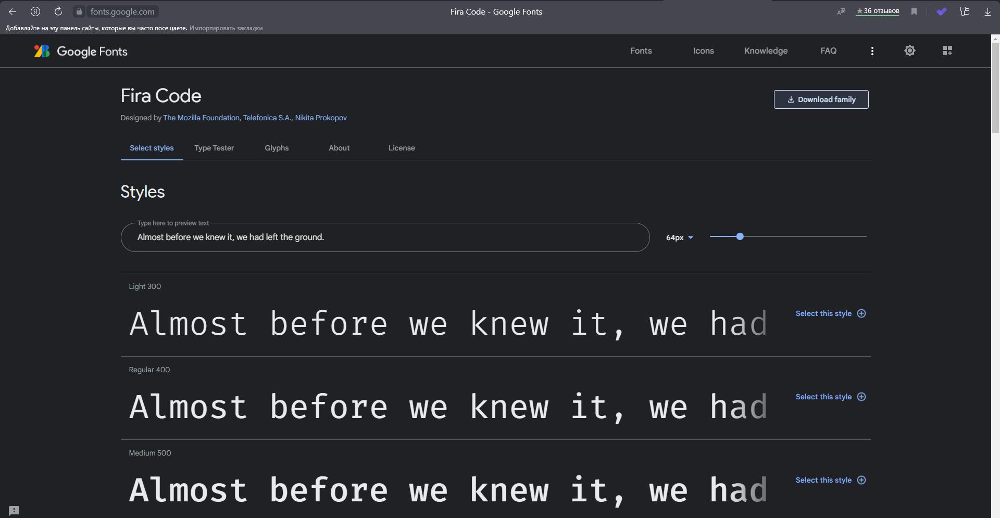 fonts.google.com
Fira Code - Google Fonts
★36 отзывов
Добавляйте на эту панель сайты, которые вы часто посещаете. Импортировать закладки
Google Fonts
Fonts
Icons
Knowledge
FAQ
Fira Code
Download family
Designed by The Mozilla Foundation, Telefonica S.A., Nikita Prokopov
Select styles
Type Tester
Glyphs
About
License
Styles
Type here to preview text
Almost before we knew it, we had left the ground.
64px
Light 300
Almost before we knew it, we had
Select this style
Regular 400
Almost before we knew it, we had
Select this style
Medium 500
Almost before we knew it, we had
Select this style